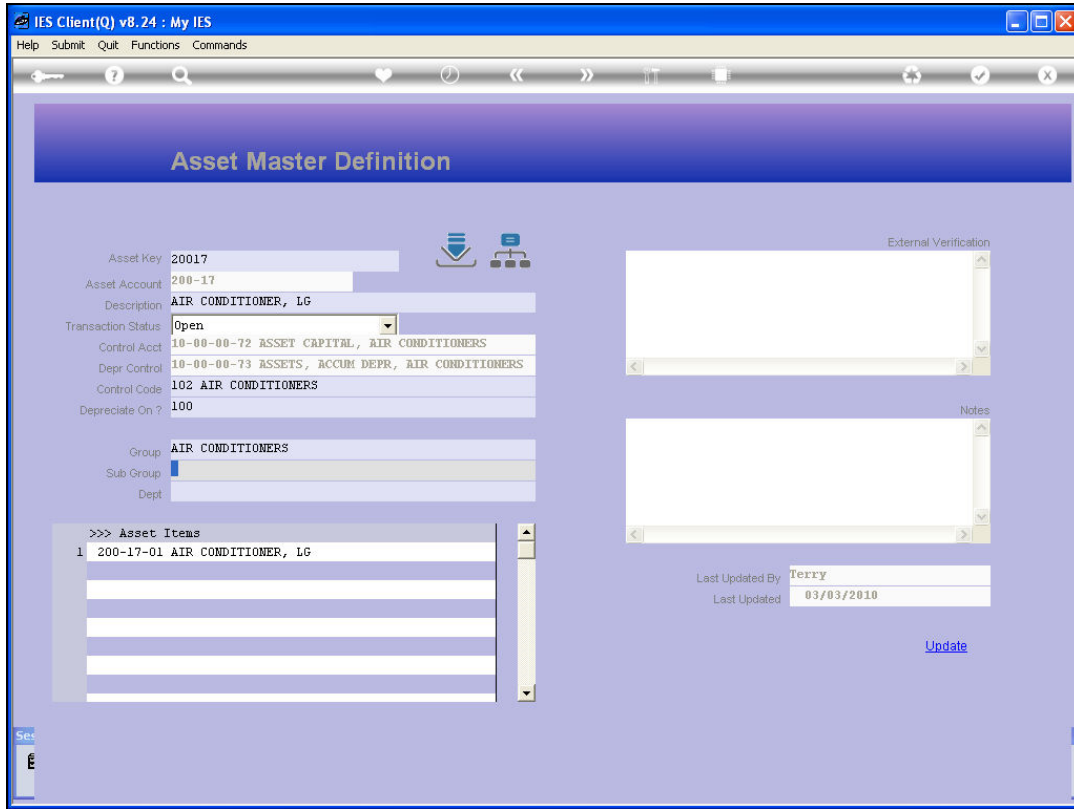 IES Client(Q) v8.24 : My IES
Help Submit Quit Functions Commands
Asset Master Definition
External Verification
Asset Key 20017
Asset Account 200-17
Description AIR CONDITIONER, LG
Transaction Status Open
Control Acct 10-00-00-72 ASSET CAPITAL, AIR CONDITIONERS
Depr Control 10-00-00-73 ASSETS, ACCUM DEPR, AIR CONDITIONERS
Control Code 102 AIR CONDITIONERS
Depreciate On ? 100
Notes
Group AIR CONDITIONERS
Sub Group
Dept
>>> Asset Items
1 200-17-01 AIR CONDITIONER, LG
Last Updated By Terry
Last Updated 03/03/2010
Update
Ses